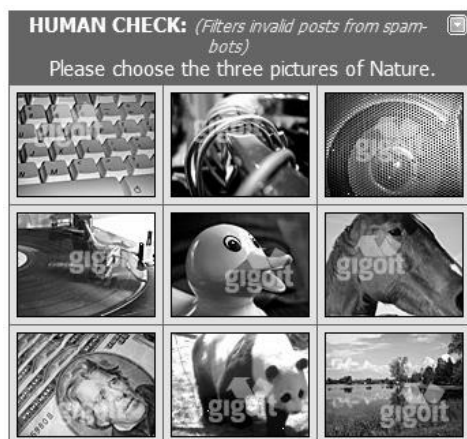 HUMAN CHECK: (Filters invalid posts from spam-
bots)
Please choose the three pictures of Nature.
gigoit
gigoit
gigoit
gigoit
gigoit
gigoit
gigoit
gigoit
gigoit